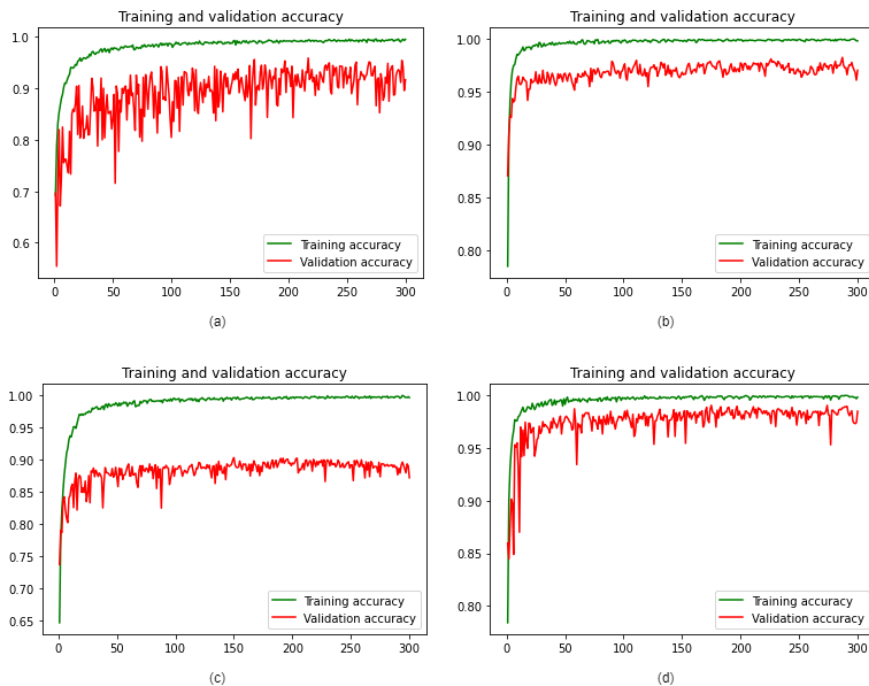 Training and validation accuracy
1.0
0.9
0.8
0.7
0.6
Training accuracy
Validation accuracy
0 50 100 150 200 250 300
(a)
Training and validation accuracy
1.00
0.95
0.90
0.85
0.80
Training accuracy
Validation accuracy
0 50 100 150 200 250 300
(b)
Training and validation accuracy
1.00
0.95
0.90
0.85
0.80
0.75
0.70
0.65
Training accuracy
Validation accuracy
0 50 100 150 200 250 300
(c)
Training and validation accuracy
1.00
0.95
0.90
0.85
0.80
Training accuracy
Validation accuracy
0 50 100 150 200 250 300
(d)